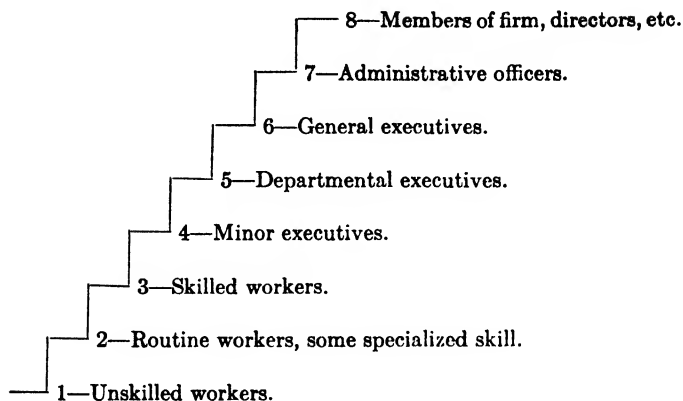 8—Members of firm, directors, etc.
7—Administrative officers.
6—General executives.
5—Departmental executives.
4—Minor executives.
3—Skilled workers.
2—Routine workers, some specialized skill.
1—Unskilled workers.